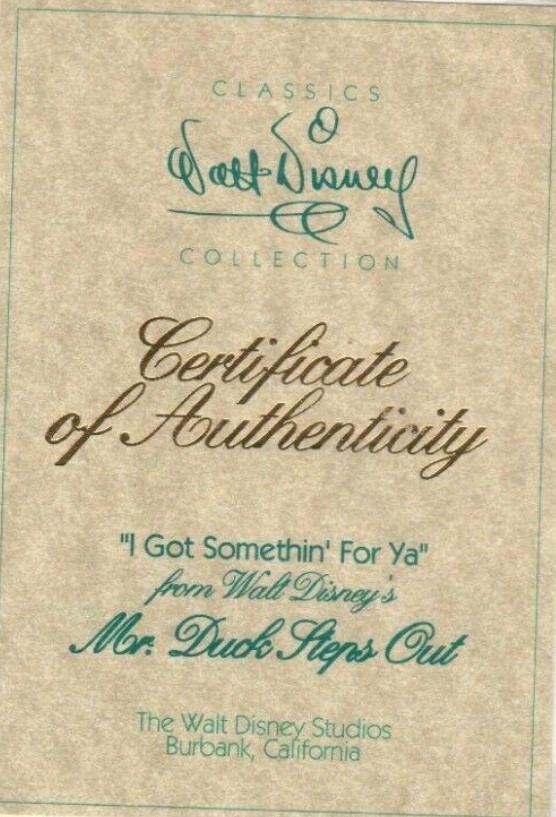 CLASSICS
Walt Disney
COLLECTION
Certificate
of Authenticity
"I Got Somethin' For Ya"
from Walt Disney's
Mr. Duck Steps Out
The Walt Disney Studios
Burbank, California